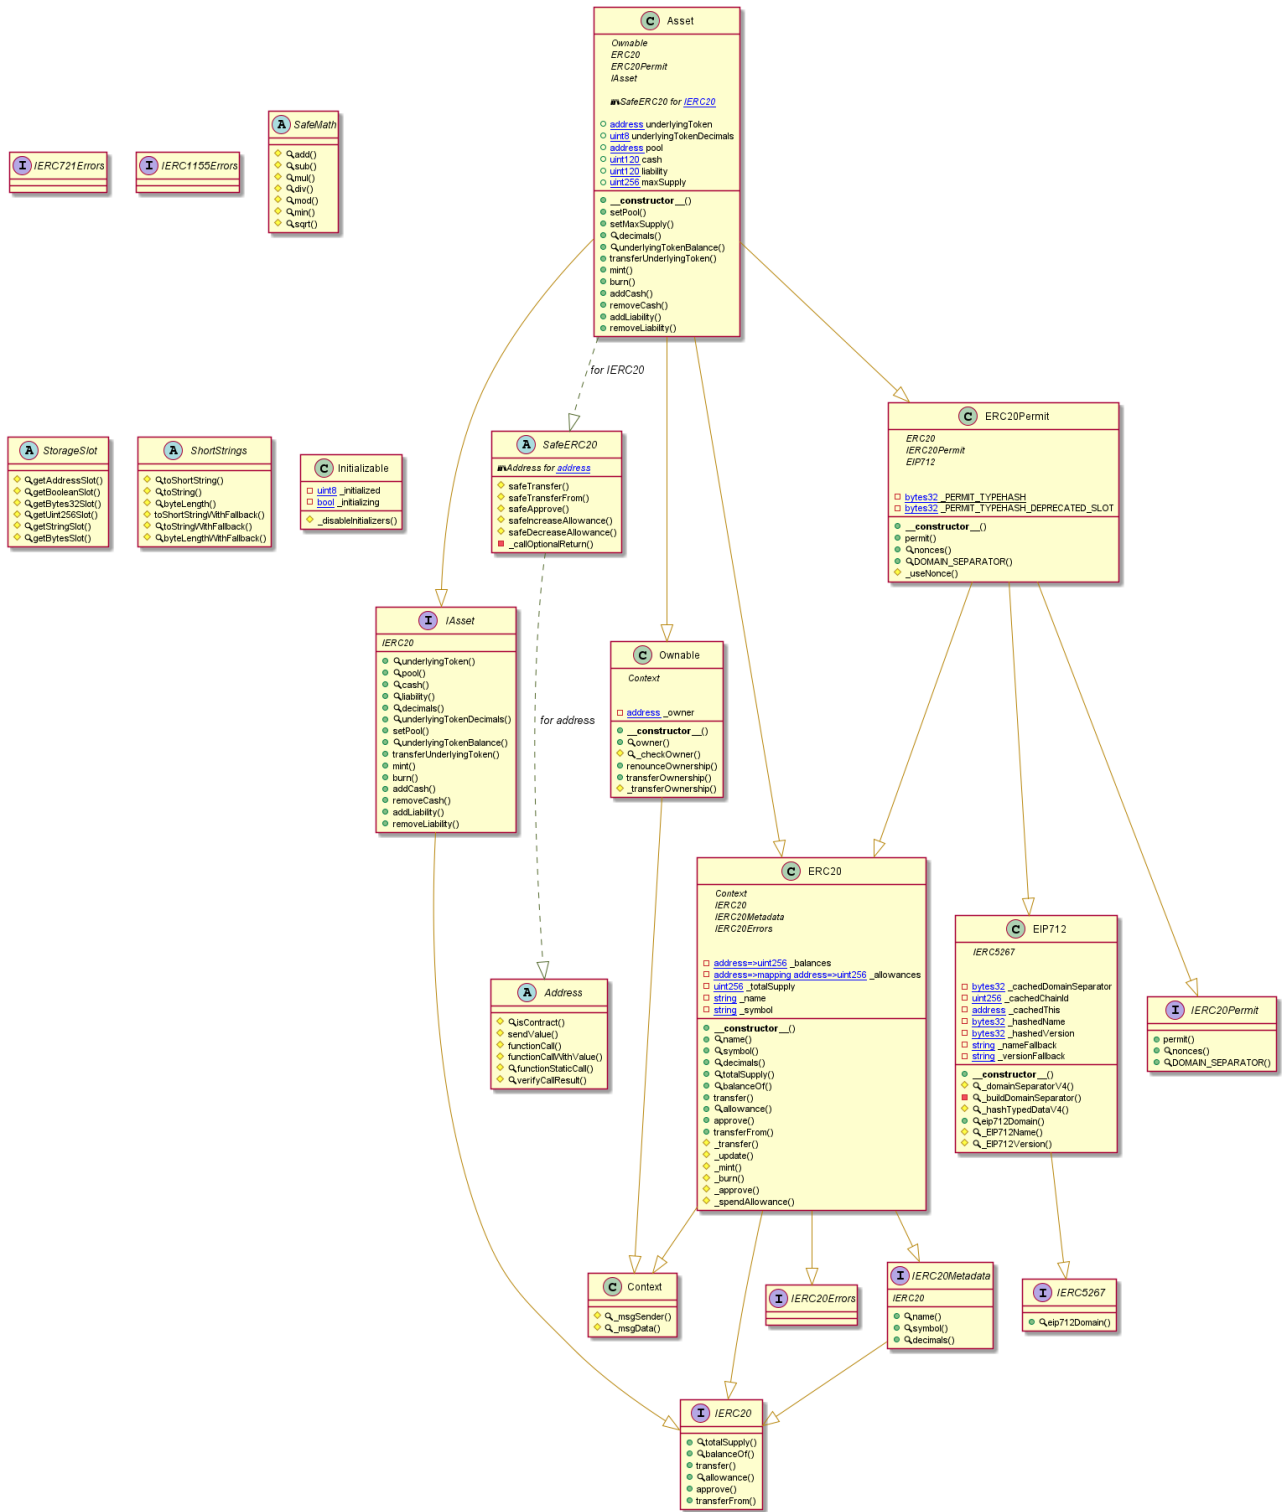 C Asset
Ownable
ERC20
ERC20Permit
IAsset
SafeERC20 for IERC20
address underlyingToken
uint8 underlyingTokenDecimals
address pool
uint120 cash
uint120 liability
uint256 maxSupply
__constructor__()
setPool()
setMaxSupply()
decimals()
underlyingTokenBalance()
transferUnderlyingToken()
mint()
burn()
addCash()
removeCash()
addLiability()
removeLiability()
I IERC721Errors
I IERC1155Errors
A SafeMath
add()
sub()
mul()
div()
mod()
min()
sqrt()
for IERC20
A StorageSlot
getAddressSlot()
getBooleanSlot()
getBytes32Slot()
getUint256Slot()
getStringSlot()
getBytesSlot()
A ShortStrings
toShortString()
toString()
byteLength()
toShortStringWithFallback()
toStringWithFallback()
byteLengthWithFallback()
C Initializable
uint8 _initialized
bool _initializing
_disableInitializers()
A SafeERC20
Address for address
safeTransfer()
safeTransferFrom()
safeApprove()
safeIncreaseAllowance()
safeDecreaseAllowance()
_callOptionalReturn()
C ERC20Permit
ERC20
IERC20Permit
EIP712
bytes32 _PERMIT_TYPEHASH
bytes32 _PERMIT_TYPEHASH_DEPRECATED_SLOT
__constructor__()
permit()
nonces()
DOMAIN_SEPARATOR()
_useNonce()
I IAsset
IERC20
underlyingToken()
pool()
cash()
liability()
decimals()
underlyingTokenDecimals()
setPool()
underlyingTokenBalance()
transferUnderlyingToken()
mint()
burn()
addCash()
removeCash()
addLiability()
removeLiability()
for address
C Ownable
Context
address _owner
__constructor__()
owner()
_checkOwner()
renounceOwnership()
transferOwnership()
_transferOwnership()
C ERC20
Context
IERC20
IERC20Metadata
IERC20Errors
address=>uint256 _balances
address=>mapping address=>uint256 _allowances
uint256 _totalSupply
string _name
string _symbol
__constructor__()
name()
symbol()
decimals()
totalSupply()
balanceOf()
transfer()
allowance()
approve()
transferFrom()
_transfer()
_update()
_mint()
_burn()
_approve()
_spendAllowance()
C EIP712
IERC5267
bytes32 _cachedDomainSeparator
uint256 _cachedChainId
address _cachedThis
bytes32 _hashedName
bytes32 _hashedVersion
string _nameFallback
string _versionFallback
__constructor__()
_domainSeparatorV4()
_buildDomainSeparator()
_hashTypedDataV4()
eip712Domain()
_EIP712Name()
_EIP712Version()
A Address
isContract()
sendValue()
functionCall()
functionCallWithValue()
functionStaticCall()
verifyCallResult()
I IERC20Permit
permit()
nonces()
DOMAIN_SEPARATOR()
C Context
_msgSender()
_msgData()
I IERC20Errors
I IERC20Metadata
IERC20
name()
symbol()
decimals()
I IERC5267
eip712Domain()
I IERC20
totalSupply()
balanceOf()
transfer()
allowance()
approve()
transferFrom()